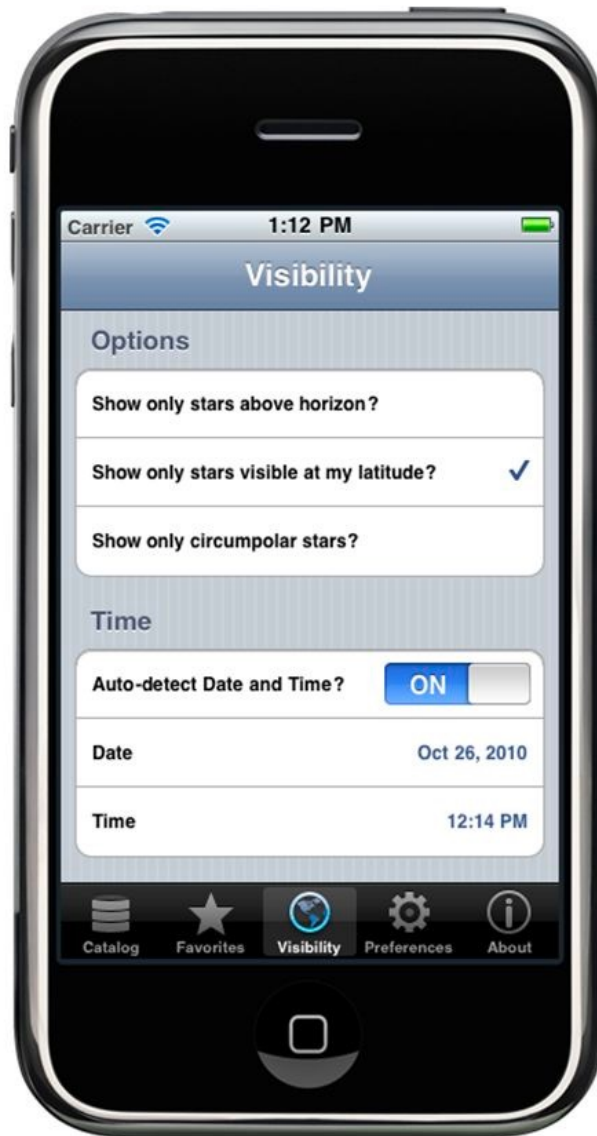 Carrier 1:12 PM
Visibility
Options
Show only stars above horizon?
Show only stars visible at my latitude?
Show only circumpolar stars?
Time
Auto-detect Date and Time? ON
Date Oct 26, 2010
Time 12:14 PM
Catalog Favorites Visibility Preferences About